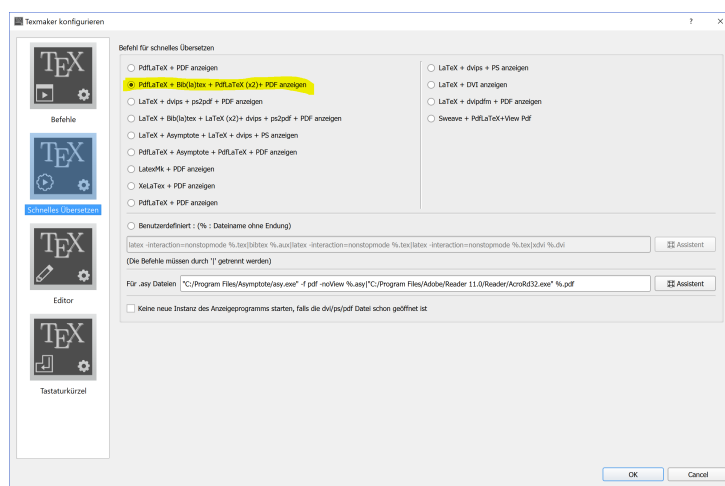 Texmaker konfigurieren
? ×
TEX
Befehle
TEX
Schnelles Übersetzen
TEX
Editor
TEX
Tastaturkürzel
Befehl für schnelles Übersetzen
PdfLaTeX + PDF anzeigen
PdfLaTeX + Bib(la)tex + PdfLaTeX (x2)+ PDF anzeigen
LaTeX + dvips + ps2pdf + PDF anzeigen
LaTeX + Bib(la)tex + LaTeX (x2)+ dvips + ps2pdf + PDF anzeigen
LaTeX + Asymptote + LaTeX + dvips + PS anzeigen
PdfLaTeX + Asymptote + PdfLaTeX + PDF anzeigen
LatexMk + PDF anzeigen
XeLaTex + PDF anzeigen
PdfLaTeX + PDF anzeigen
LaTeX + dvips + PS anzeigen
LaTeX + DVI anzeigen
LaTeX + dvipdfm + PDF anzeigen
Sweave + PdfLaTeX+View Pdf
Benutzerdefiniert : (% : Dateiname ohne Endung)
latex -interaction=nonstopmode %.tex|bibtex %.aux|latex -interaction=nonstopmode %.tex|latex -interaction=nonstopmode %.tex|xdvi %.dvi
Assistent
(Die Befehle müssen durch '|' getrennt werden)
Für .asy Dateien "C:/Program Files/Asymptote/asy.exe" -f pdf -noView %.asy|"C:/Program Files/Adobe/Reader 11.0/Reader/AcroRd32.exe" %.pdf
Assistent
Keine neue Instanz des Anzeigeprogramms starten, falls die dvi/ps/pdf Datei schon geöffnet ist
OK Cancel